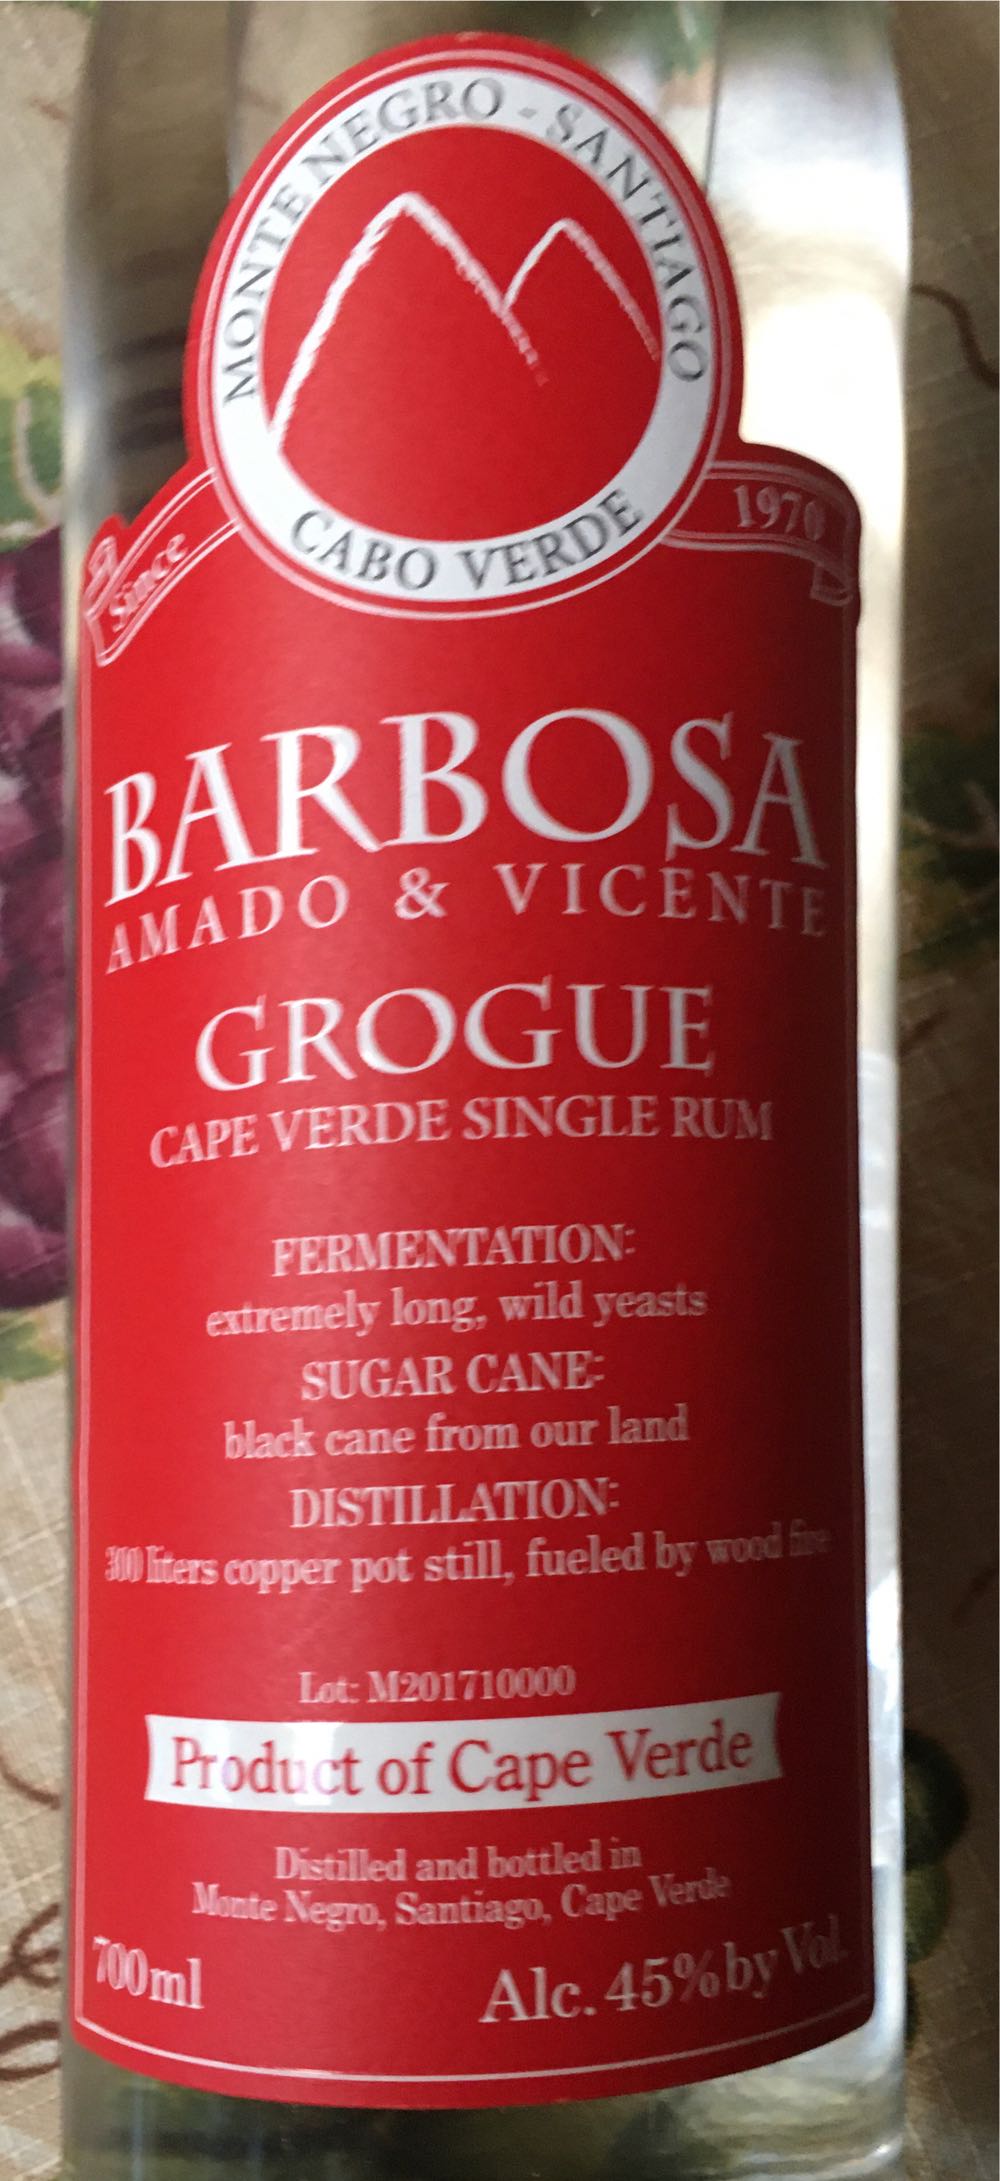 MONTE NEGRO - SANTIAGO
CABO VERDE
Since 1970
BARBOSA
AMADO & VICENTE
GROGUE
CAPE VERDE SINGLE RUM
FERMENTATION:
extremely long, wild yeasts
SUGAR CANE:
black cane from our land
DISTILLATION:
300 liters copper pot still, fueled by wood fire
Lot: M201710000
Product of Cape Verde
Distilled and bottled in
Monte Negro, Santiago, Cape Verde
700ml Alc. 45% by Vol.